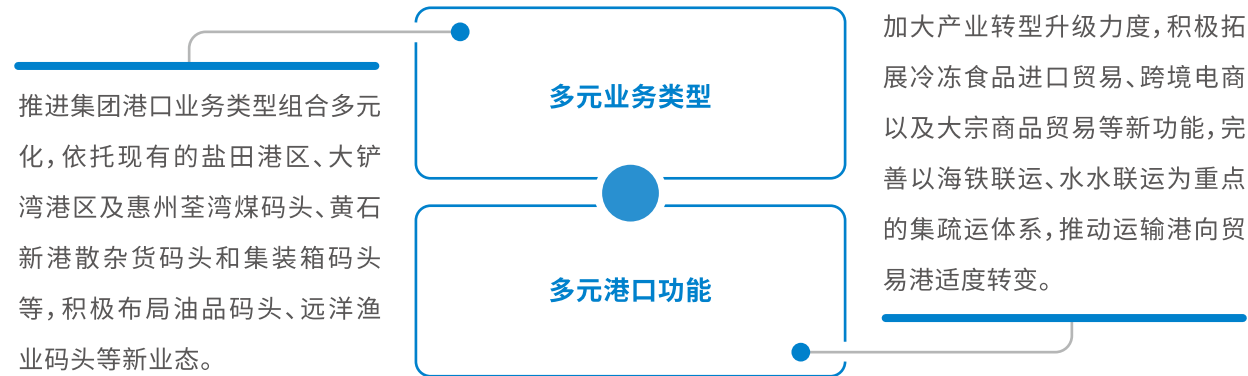 推进集团港口业务类型组合多元
化，依托现有的盐田港区、大铲
湾港区及惠州荃湾煤码头、黄石
新港散杂货码头和集装箱码头
等，积极布局油品码头、远洋渔
业码头等新业态。
多元业务类型
多元港口功能
加大产业转型升级力度，积极拓
展冷冻食品进口贸易、跨境电商
以及大宗商品贸易等新功能，完
善以海铁联运、水水联运为重点
的集疏运体系，推动运输港向贸
易港适度转变。